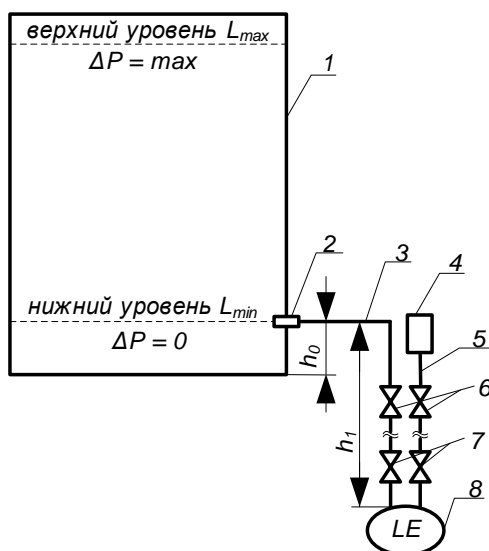 верхний уровень Lmax
ΔP = max
1
2
3
4
нижний уровень Lmin
ΔP = 0
h0
5
6
h1
7
8
LE